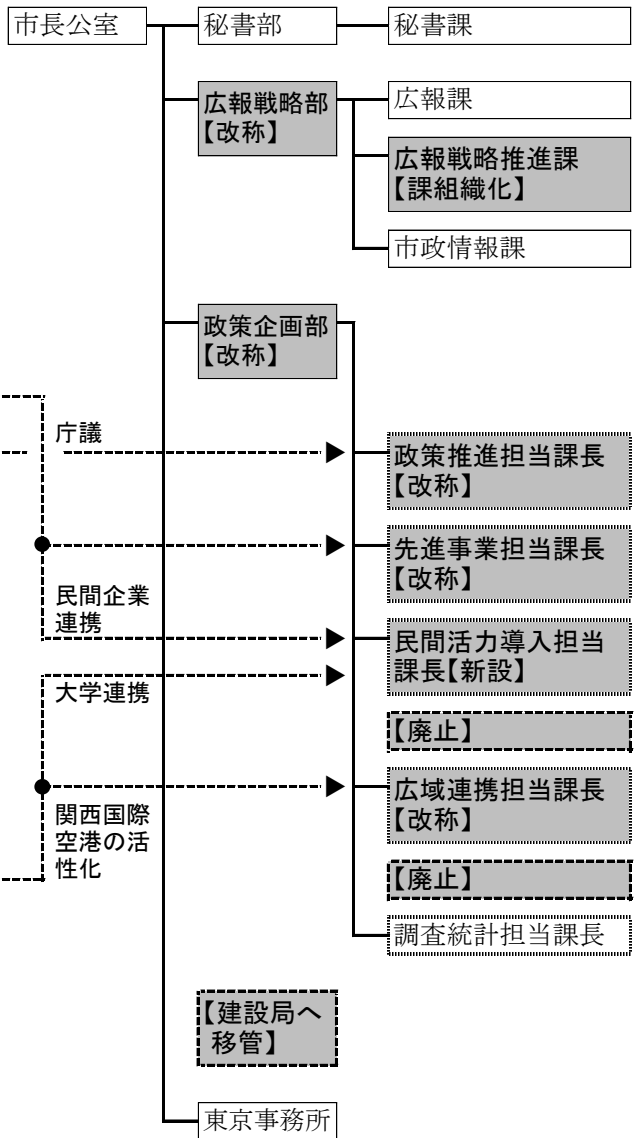 市長公室
秘書部
秘書課
広報戦略部
【改称】
広報課
広報戦略推進課
【課組織化】
市政情報課
政策企画部
【改称】
庁議
政策推進担当課長
【改称】
先進事業担当課長
【改称】
民間企業
連携
民間活力導入担当
課長【新設】
大学連携
【廃止】
広域連携担当課長
【改称】
関西国際
空港の活
性化
【廃止】
調査統計担当課長
【建設局へ
移管】
東京事務所